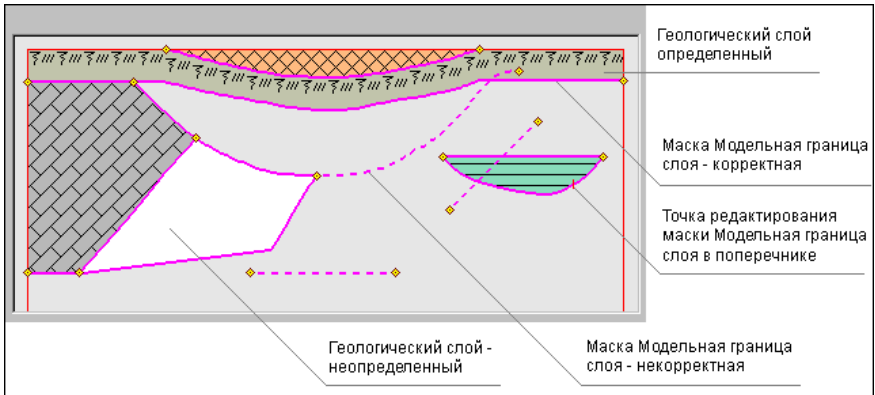 Геологический слой
определенный
Маска Модельная граница
слоя - корректная
Точка редактирования
маски Модельная граница
слоя в поперечнике
Геологический слой -
неопределенный
Маска Модельная граница
слоя - некорректная